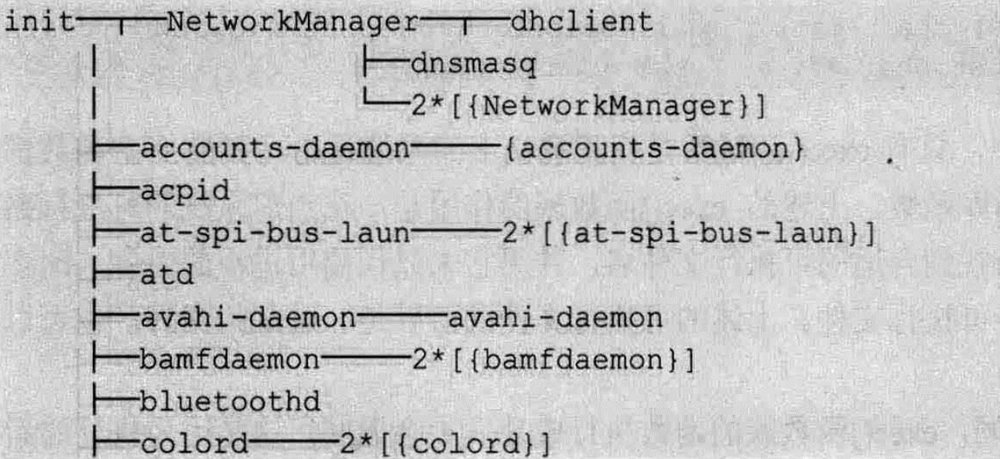 init─┬─NetworkManager─┬─dhclient
├─dnsmasq
└─2*[{NetworkManager}]
├─accounts-daemon───{accounts-daemon}
├─acpid
├─at-spi-bus-laun───2*[{at-spi-bus-laun}]
├─atd
├─avahi-daemon───avahi-daemon
├─bamfdaemon───2*[{bamfdaemon}]
├─bluetoothd
├─colord───2*[{colord}]